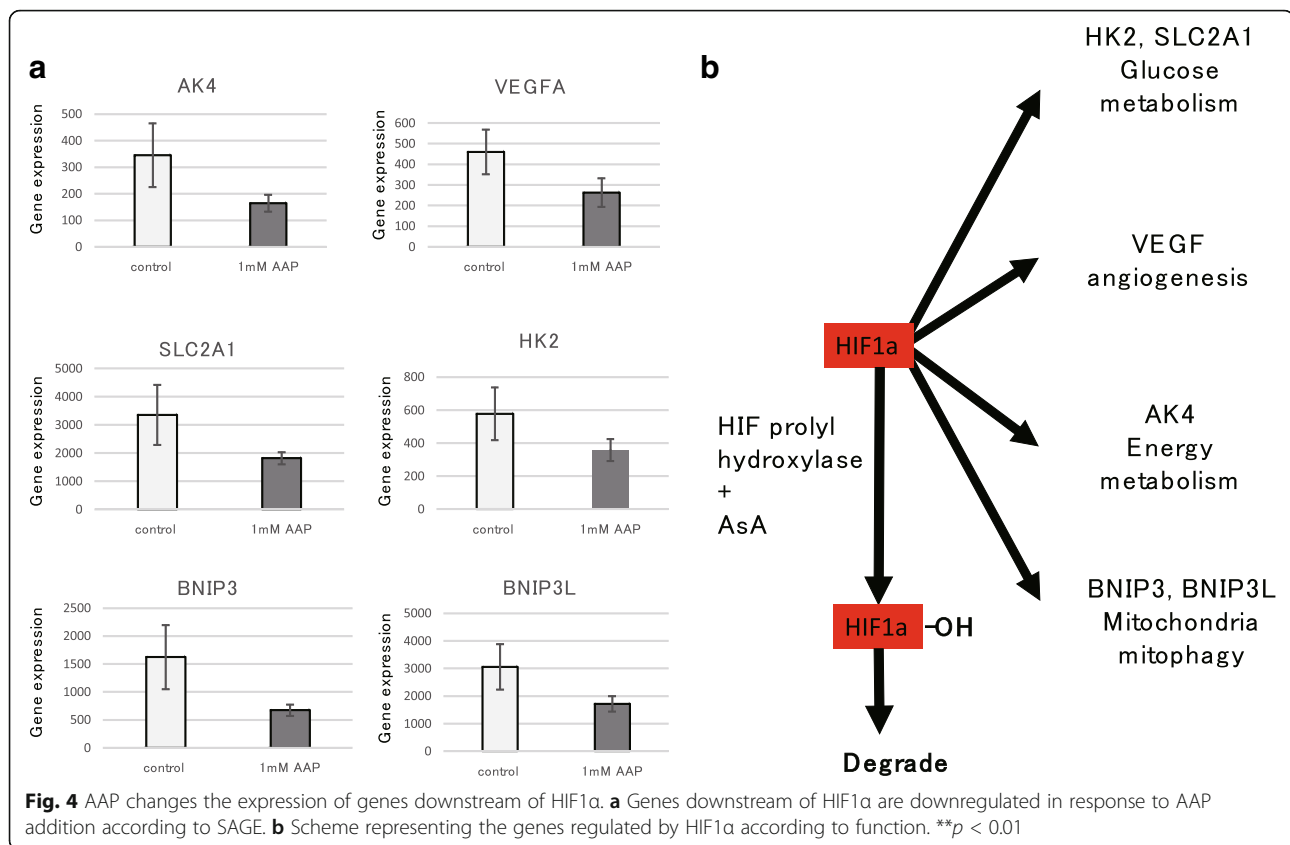 a
AK4
Gene expression
500
400
300
200
100
0
control 1mM AAP
VEGFA
Gene expression
600
500
400
300
200
100
0
control 1mM AAP
SLC2A1
Gene expression
5000
4000
3000
2000
1000
0
control 1mM AAP
HK2
Gene expression
800
600
400
200
0
control 1mM AAP
BNIP3
Gene expression
2500
2000
1500
1000
500
0
control 1mM AAP
BNIP3L
Gene expression
5000
4000
3000
2000
1000
0
control 1mM AAP
b
HK2, SLC2A1
Glucose
metabolism
VEGF
angiogenesis
HIF1a
AK4
Energy
metabolism
HIF prolyl
hydroxylase
+
AsA
BNIP3, BNIP3L
Mitochondria
mitophagy
HIF1a -OH
Degrade
Fig. 4 AAP changes the expression of genes downstream of HIF1α. a Genes downstream of HIF1α are downregulated in response to AAP
addition according to SAGE. b Scheme representing the genes regulated by HIF1α according to function. **p < 0.01